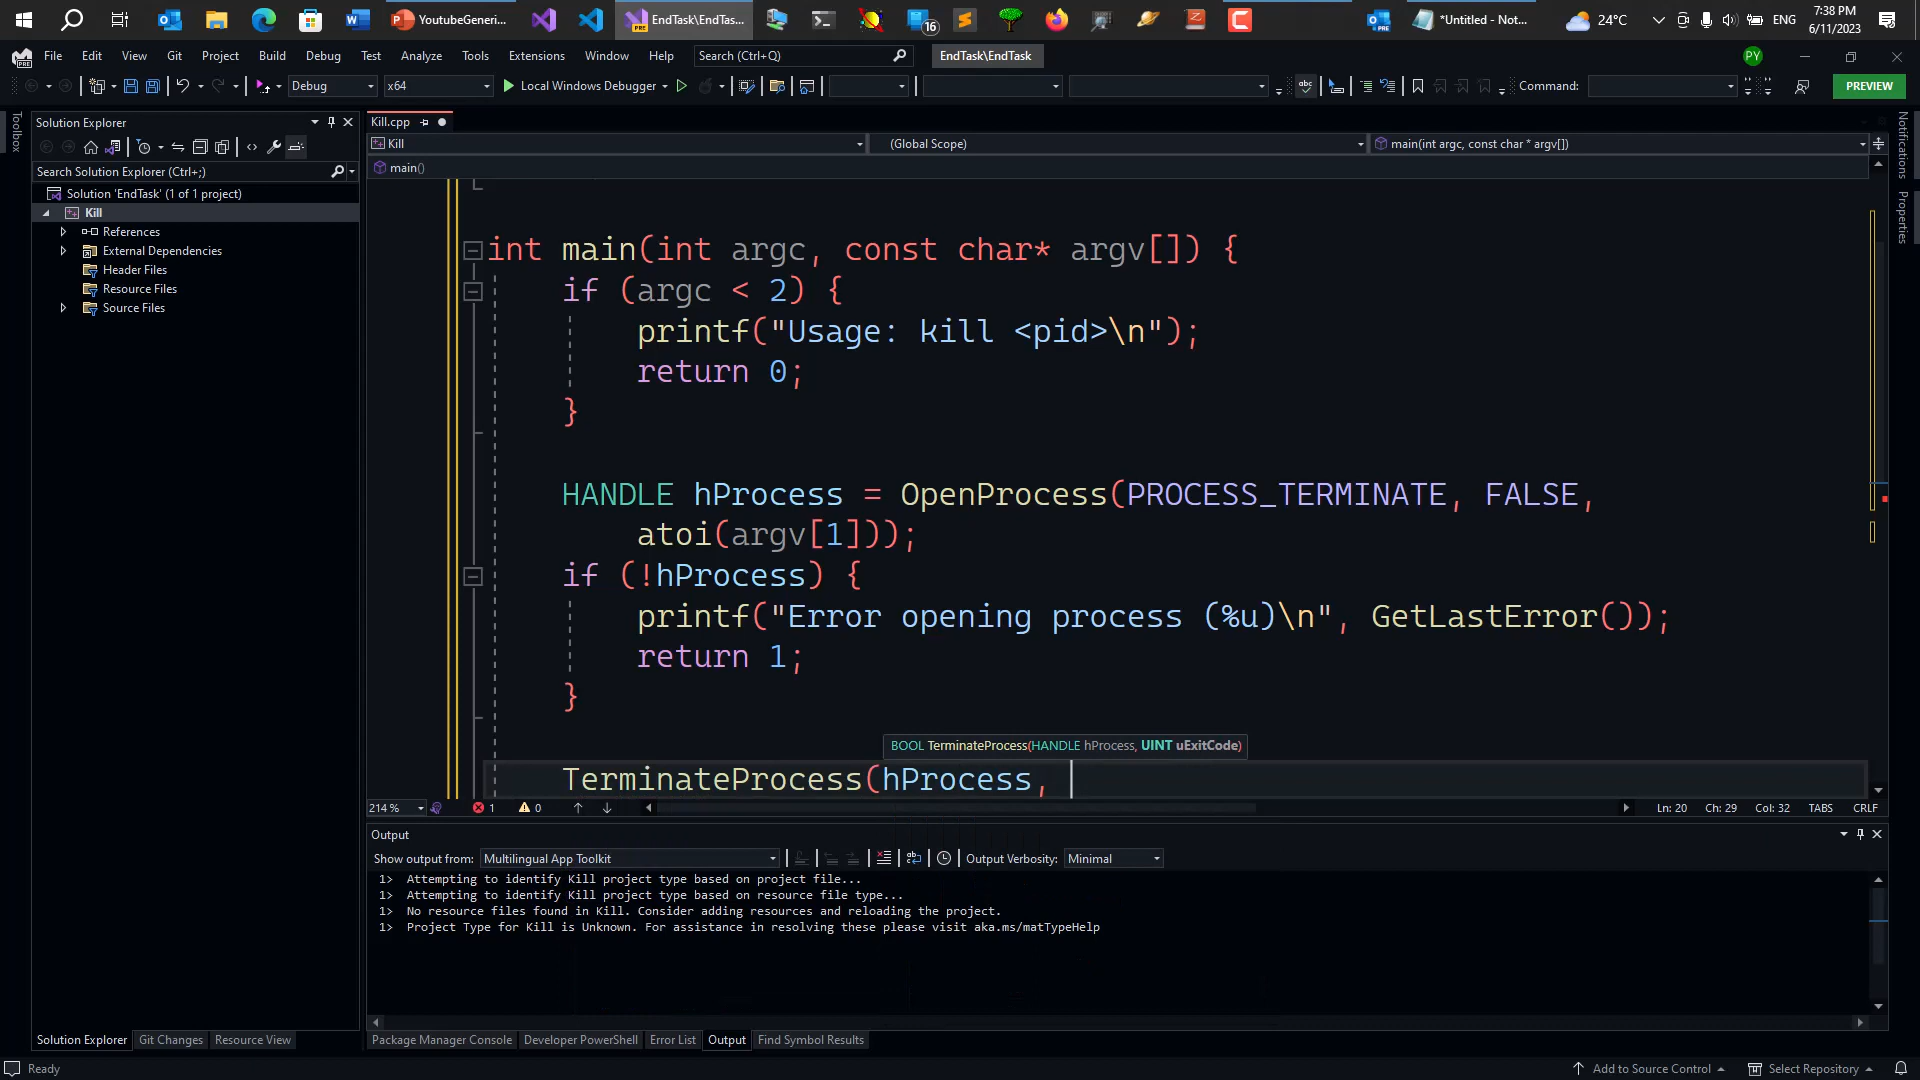 YoutubeGeneri...
EndTask\EndTas...
16
*Untitled - Not...
24°C
ENG
7:38 PM
6/11/2023
File Edit View Git Project Build Debug Test Analyze Tools Extensions Window Help
Search (Ctrl+Q)
EndTask\EndTask
PY
Debug
x64
Local Windows Debugger
Command:
PREVIEW
Toolbox
Solution Explorer
Search Solution Explorer (Ctrl+;)
Solution 'EndTask' (1 of 1 project)
Kill
References
External Dependencies
Header Files
Resource Files
Source Files
Kill.cpp
Kill
(Global Scope)
main(int argc, const char * argv[])
main()
int main(int argc, const char* argv[]) {
if (argc < 2) {
printf("Usage: kill <pid>\n");
return 0;
}
HANDLE hProcess = OpenProcess(PROCESS_TERMINATE, FALSE,
atoi(argv[1]));
if (!hProcess) {
printf("Error opening process (%u)\n", GetLastError());
return 1;
}
BOOL TerminateProcess(HANDLE hProcess, UINT uExitCode)
TerminateProcess(hProcess,
214 %
1
0
Ln: 20
Ch: 29
Col: 32
TABS
CRLF
Notifications
Properties
Output
Show output from: Multilingual App Toolkit
Output Verbosity: Minimal
1> Attempting to identify Kill project type based on project file...
1> Attempting to identify Kill project type based on resource file type...
1> No resource files found in Kill. Consider adding resources and reloading the project.
1> Project Type for Kill is Unknown. For assistance in resolving these please visit aka.ms/matTypeHelp
Solution Explorer Git Changes Resource View
Package Manager Console Developer PowerShell Error List Output Find Symbol Results
Ready
Add to Source Control
Select Repository